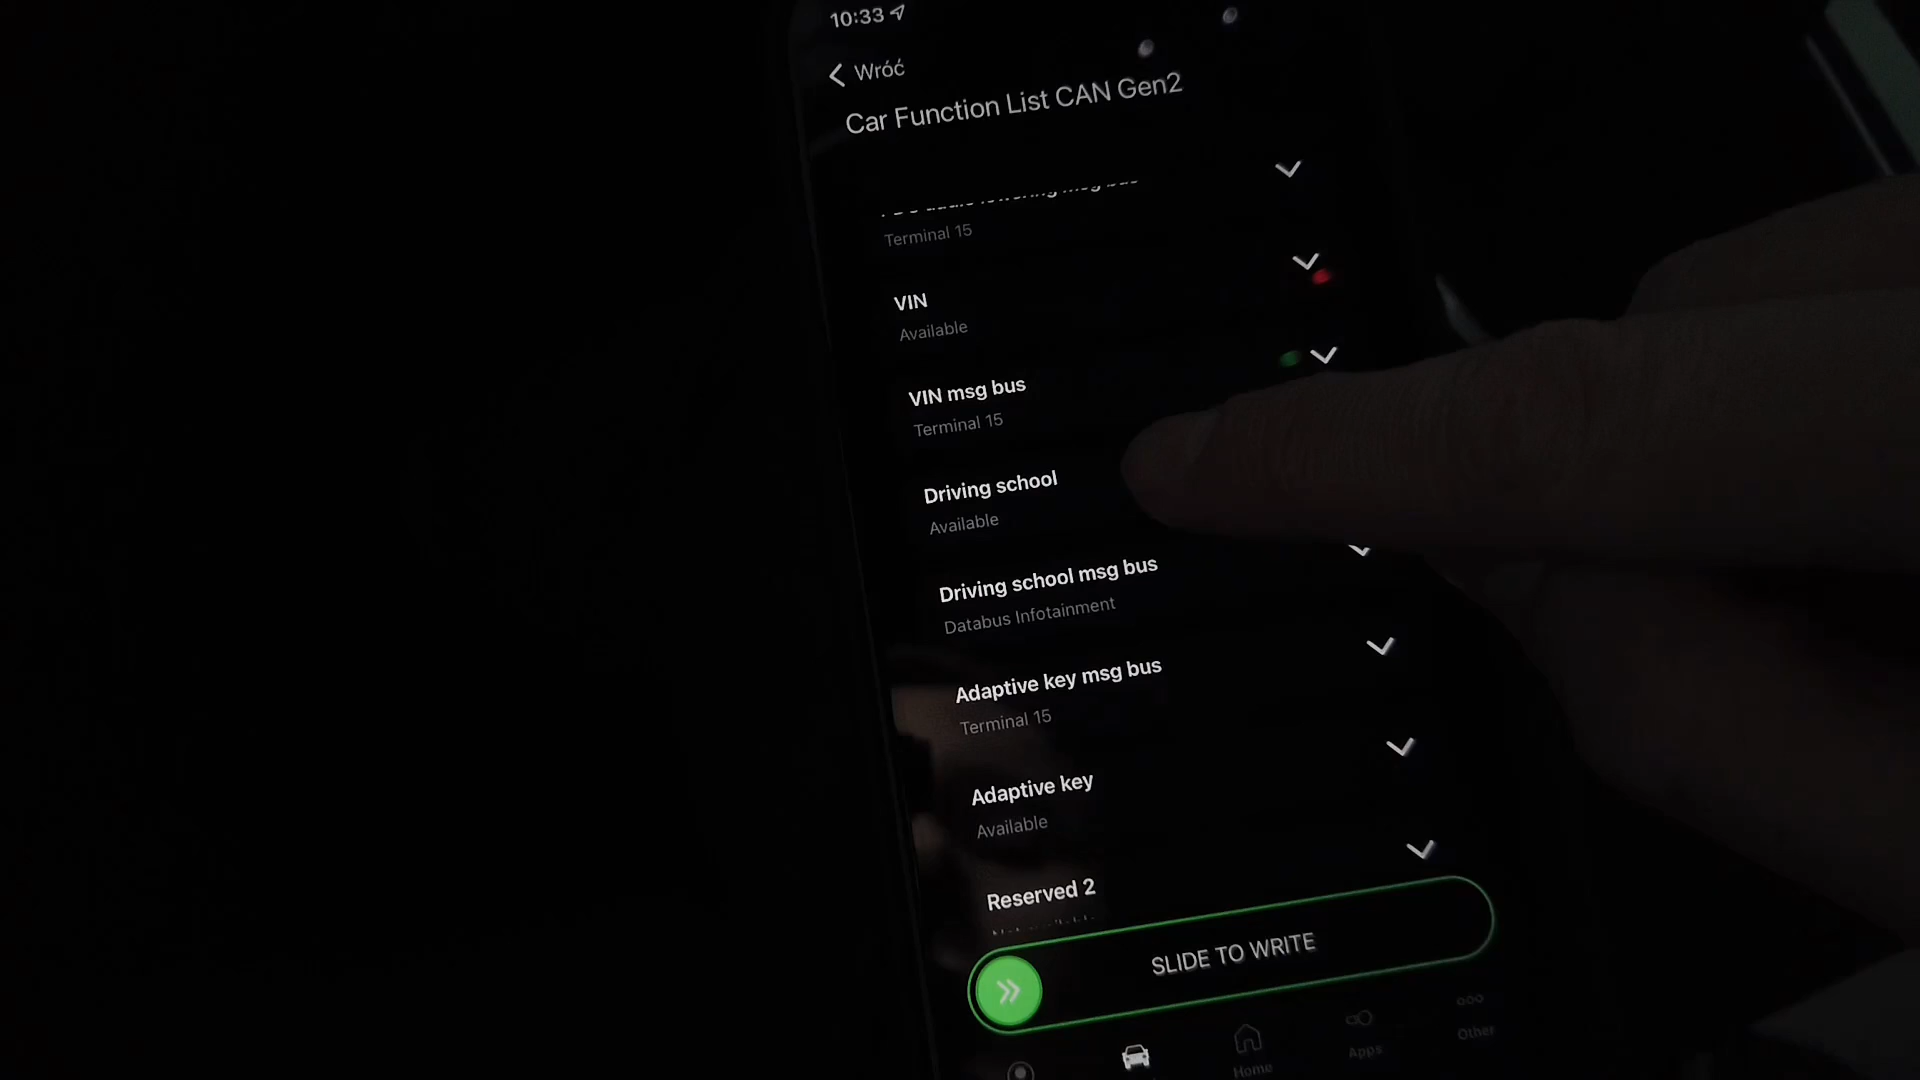 10:33
Wróć
Car Function List CAN Gen2
msg bus
Terminal 15
VIN
Available
VIN msg bus
Terminal 15
Driving school
Available
Driving school msg bus
Databus Infotainment
Adaptive key msg bus
Terminal 15
Adaptive key
Available
Reserved 2
SLIDE TO WRITE
Home
Apps
Other